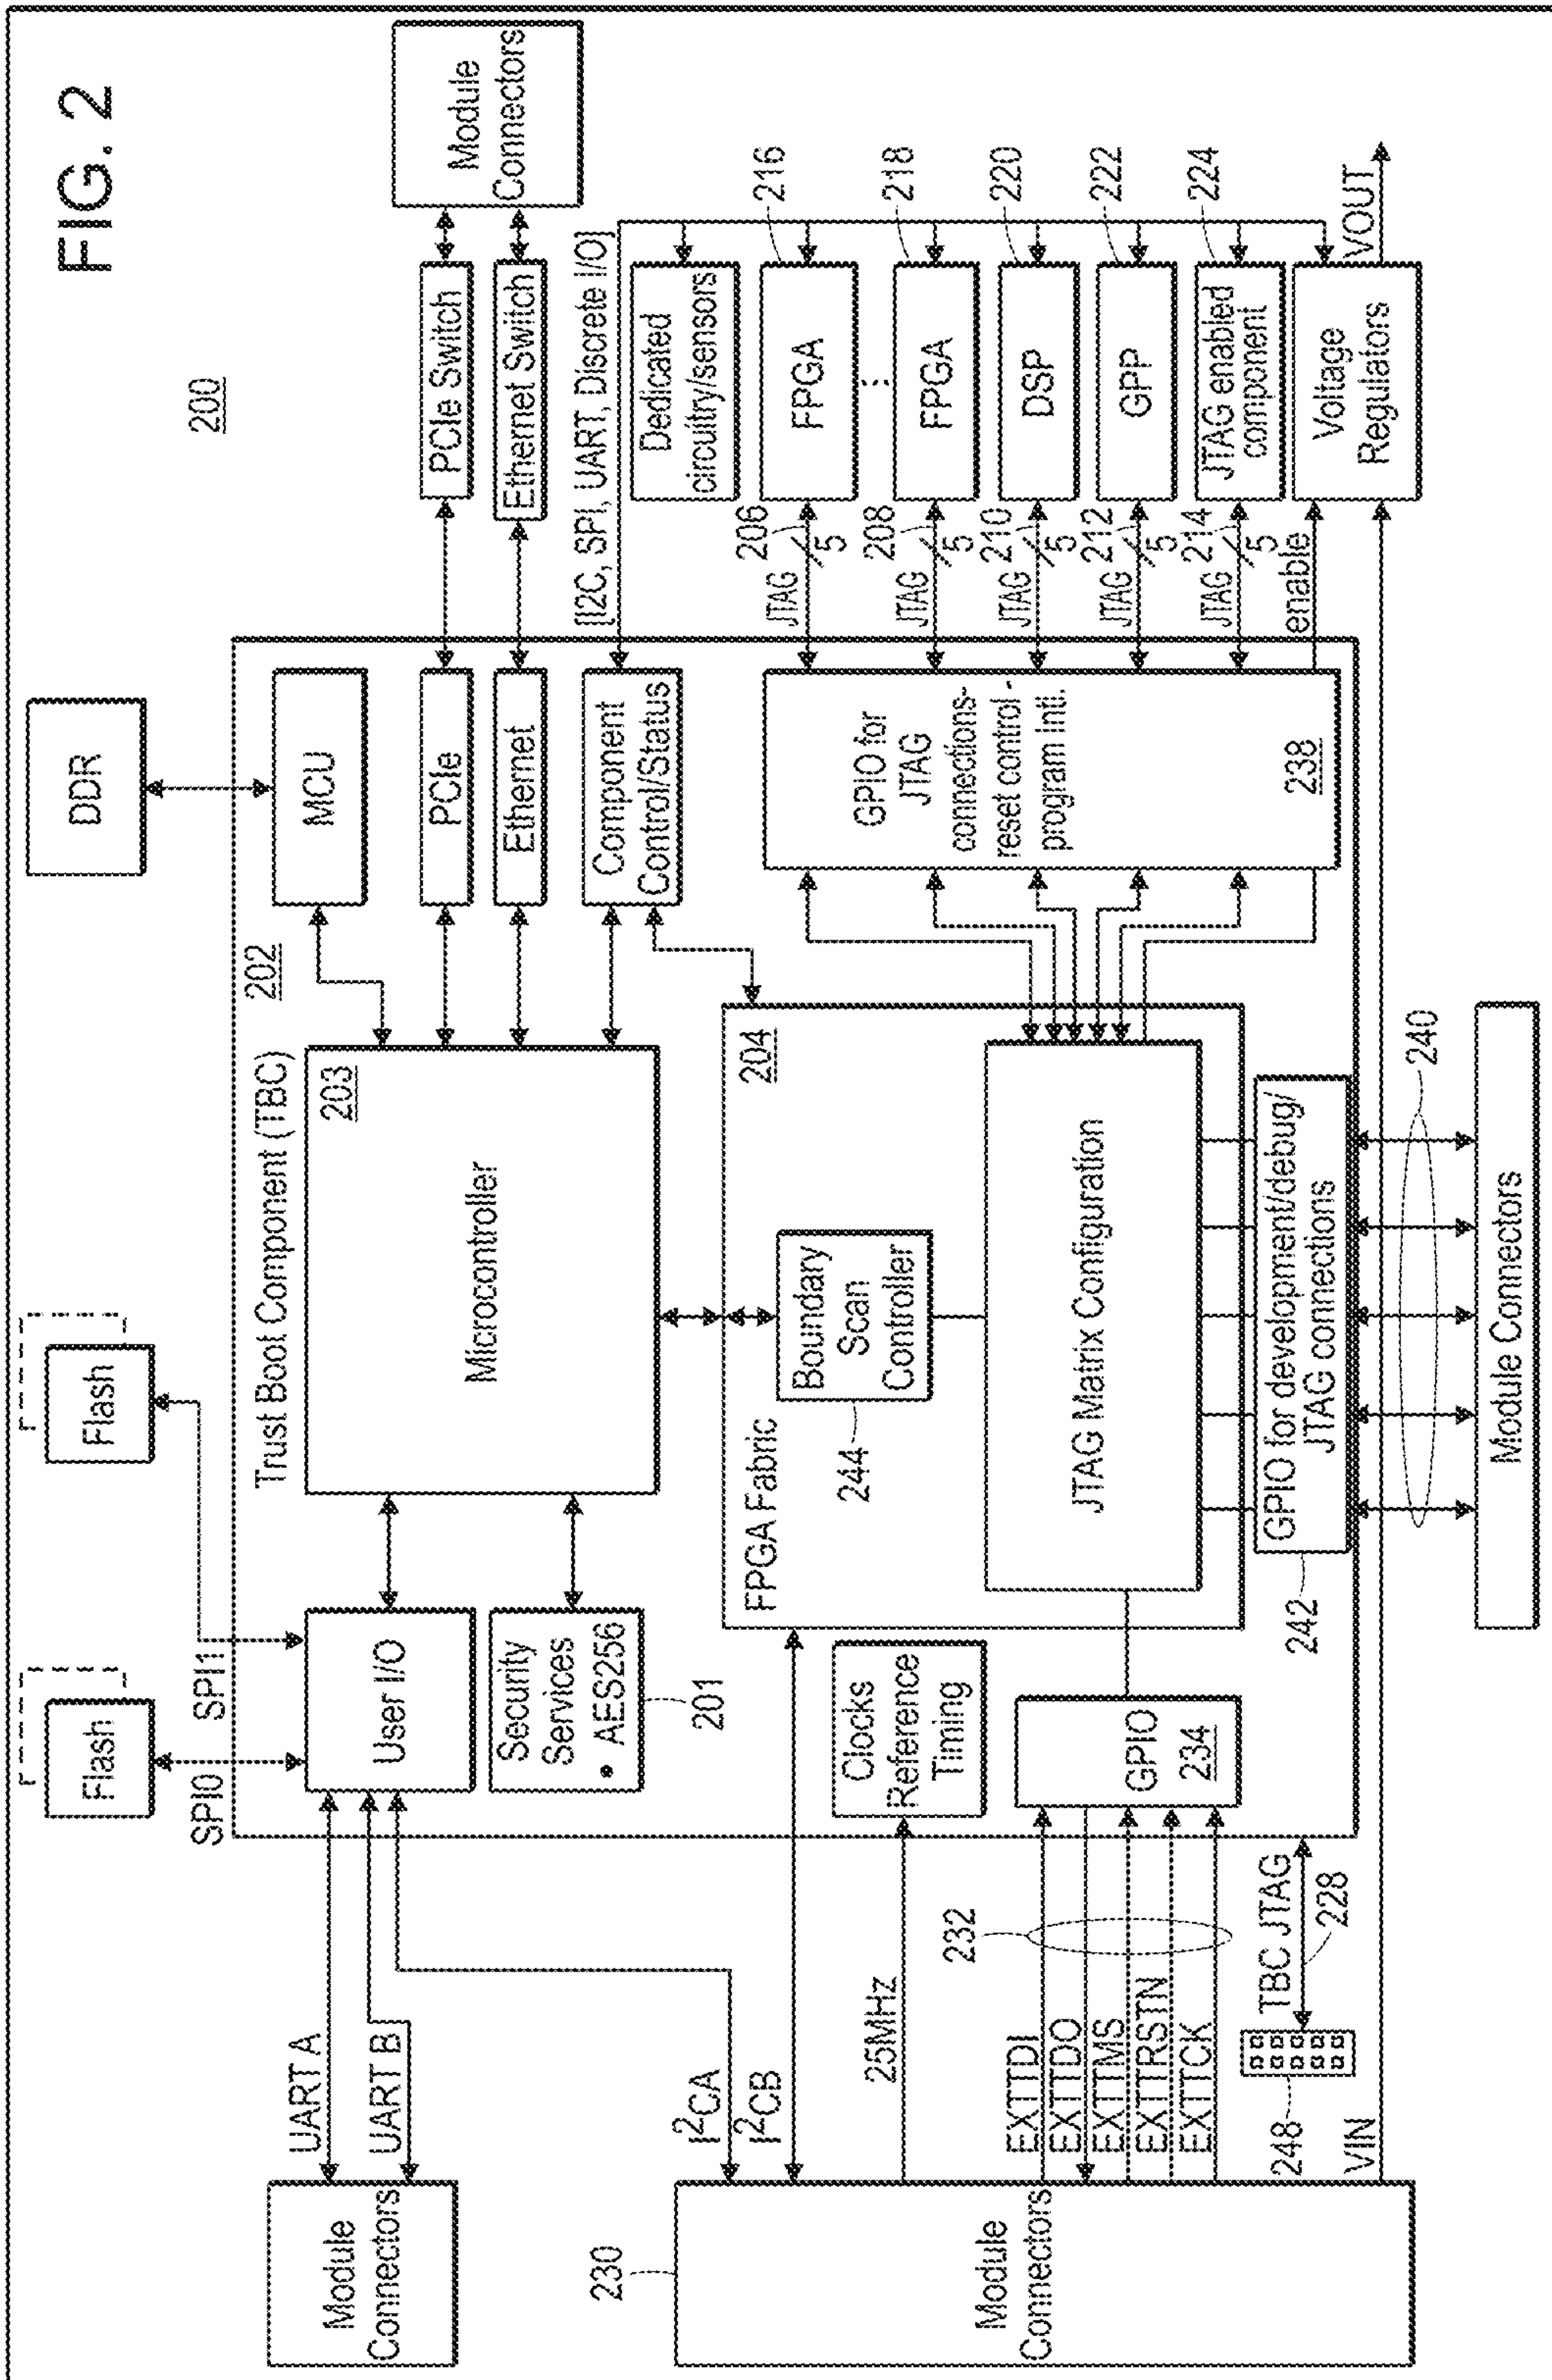 FIG. 2
200
DDR
Flash
Flash
SPI0
SPI1
Trust Boot Component (TBC)
202
Module
Connectors
UART A
UART B
User I/O
Security
Services
• AES256
201
Microcontroller
203
MCU
PCIe
Ethernet
Component
Control/Status
PCIe Switch
Ethernet Switch
Module
Connectors
[I2C, SPI, UART, Discrete I/O]
Dedicated
circuitry/sensors
FPGA
216
JTAG
206
5
FPGA
218
JTAG
208
5
DSP
220
JTAG
210
5
GPP
222
JTAG
212
5
JTAG enabled
component
224
JTAG
214
5
enable
Voltage
Regulators
VOUT
GPIO for
JTAG
connections-
reset control -
program Intl.
238
FPGA Fabric
204
Boundary
Scan
Controller
244
JTAG Matrix Configuration
Clocks
Reference
Timing
GPIO
234
GPIO for development/debug/
JTAG connections
242
240
Module Connectors
230
Module
Connectors
I2CA
I2CB
25MHz
232
EXTTDI
EXTTDO
EXTTMS
EXTTRSTN
EXTTCK
TBC JTAG
228
248
VIN